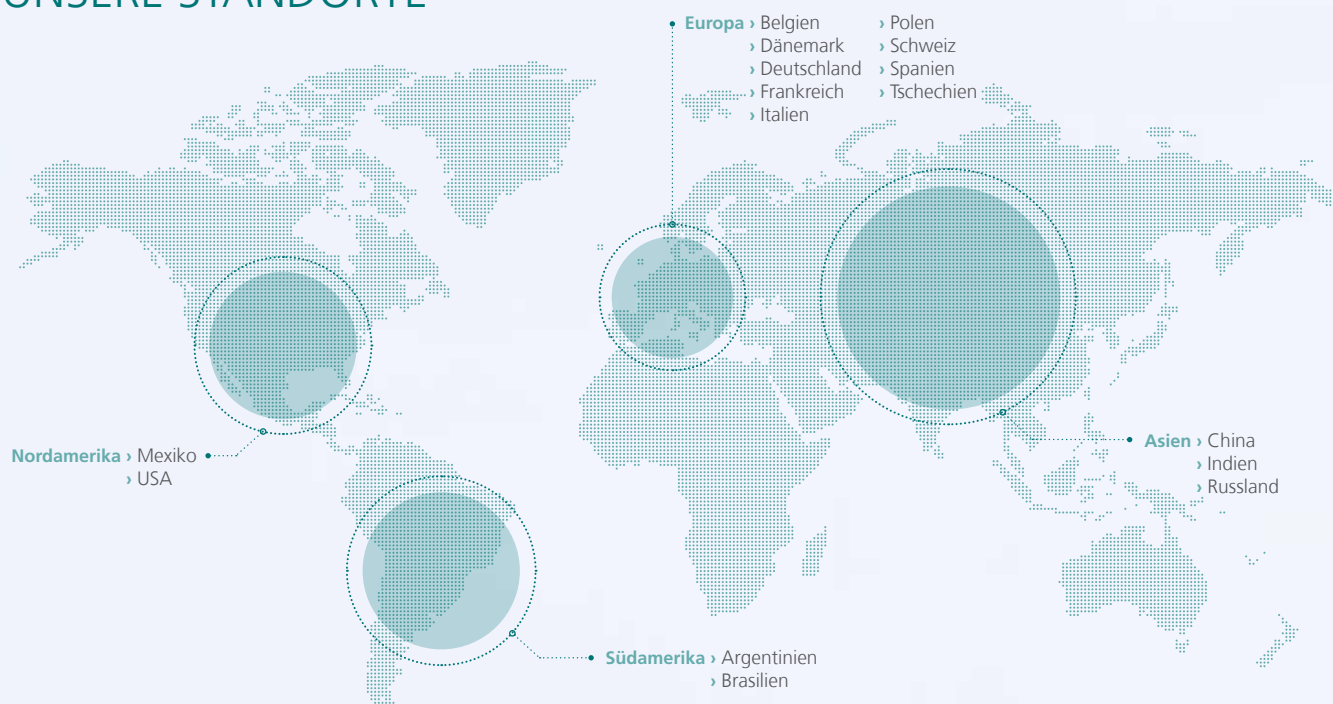 UNSERE STANDORTE
Europa › Belgien
› Dänemark
› Deutschland
› Frankreich
› Italien
› Polen
› Schweiz
› Spanien
› Tschechien
Nordamerika › Mexiko
› USA
Asien › China
› Indien
› Russland
Südamerika › Argentinien
› Brasilien